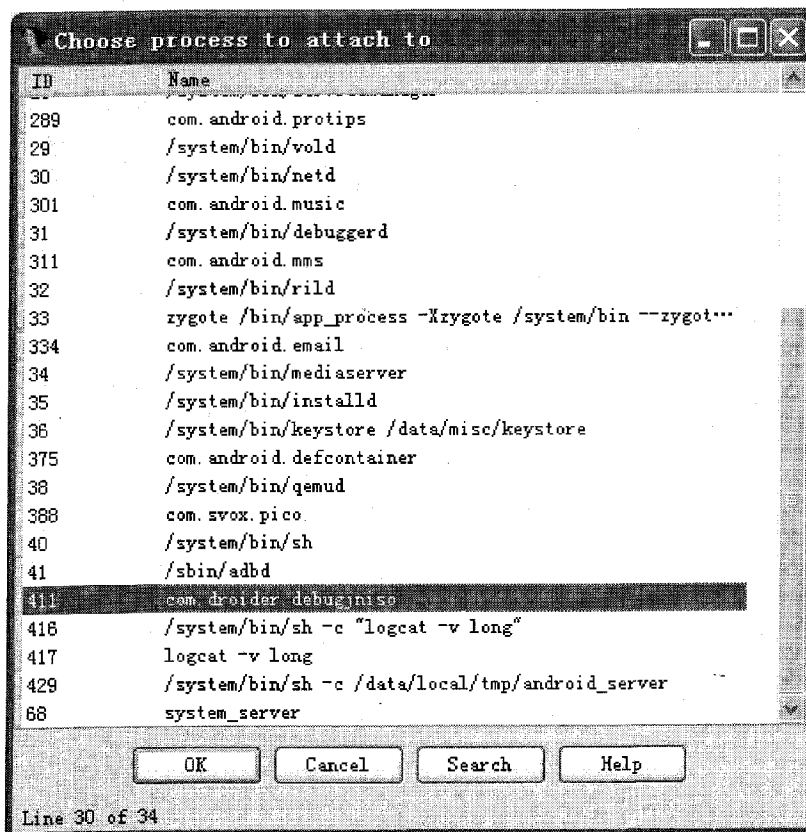 Choose process to attach to
ID Name
289 com.android.protips
29 /system/bin/vold
30 /system/bin/netd
301 com.android.music
31 /system/bin/debuggerd
311 com.android.mms
32 /system/bin/rild
33 zygote /bin/app_process -Xzygote /system/bin --zygot…
334 com.android.email
34 /system/bin/mediaserver
35 /system/bin/installd
36 /system/bin/keystore /data/misc/keystore
375 com.android.defcontainer
38 /system/bin/qemud
388 com.svox.pico
40 /system/bin/sh
41 /sbin/adbd
411 com.droider.debugjniso
416 /system/bin/sh -c "logcat -v long"
417 logcat -v long
429 /system/bin/sh -c /data/local/tmp/android_server
68 system_server
OK Cancel Search Help
Line 30 of 34